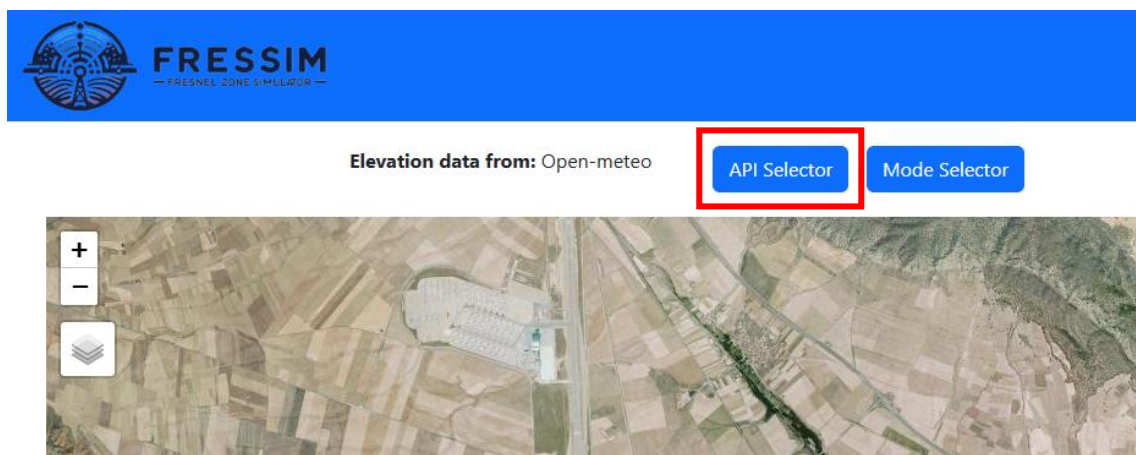 FRESSIM
— FRESNEL ZONE SIMULATOR —
Elevation data from: Open-meteo
API Selector
Mode Selector
+
−